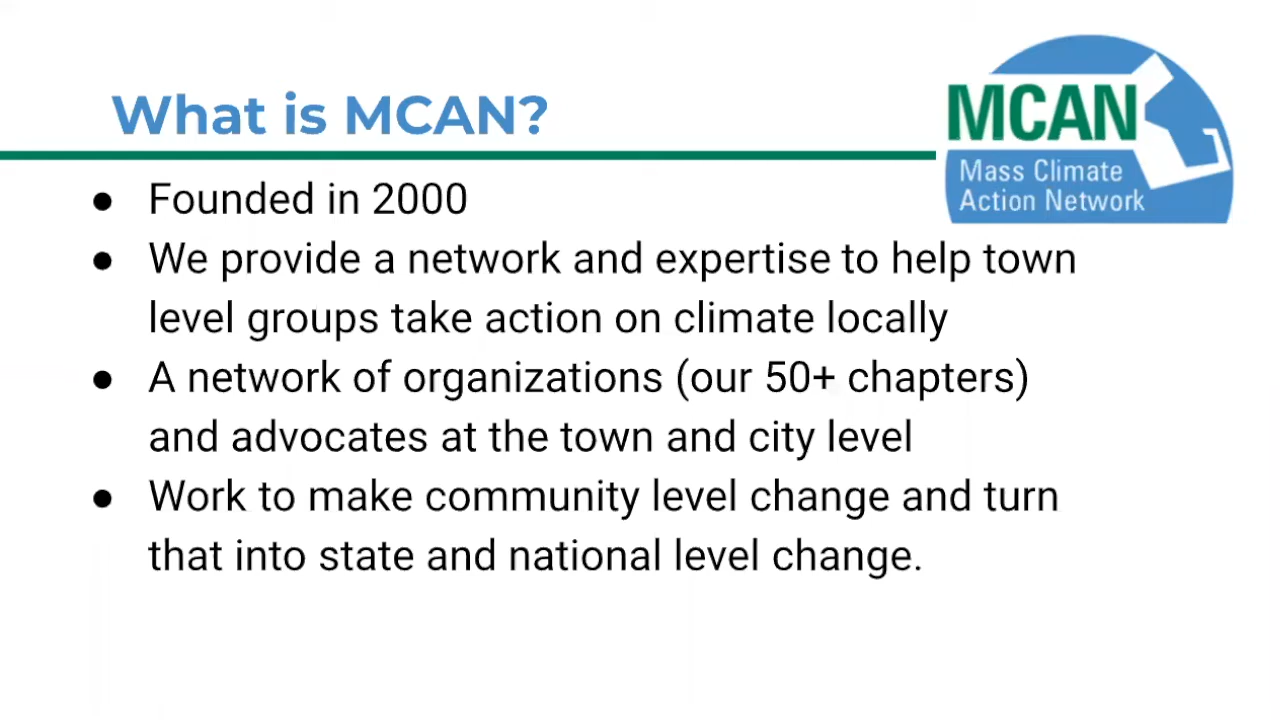 What is MCAN?
MCAN
Mass Climate
Action Network
● Founded in 2000
● We provide a network and expertise to help town
level groups take action on climate locally
● A network of organizations (our 50+ chapters)
and advocates at the town and city level
● Work to make community level change and turn
that into state and national level change.